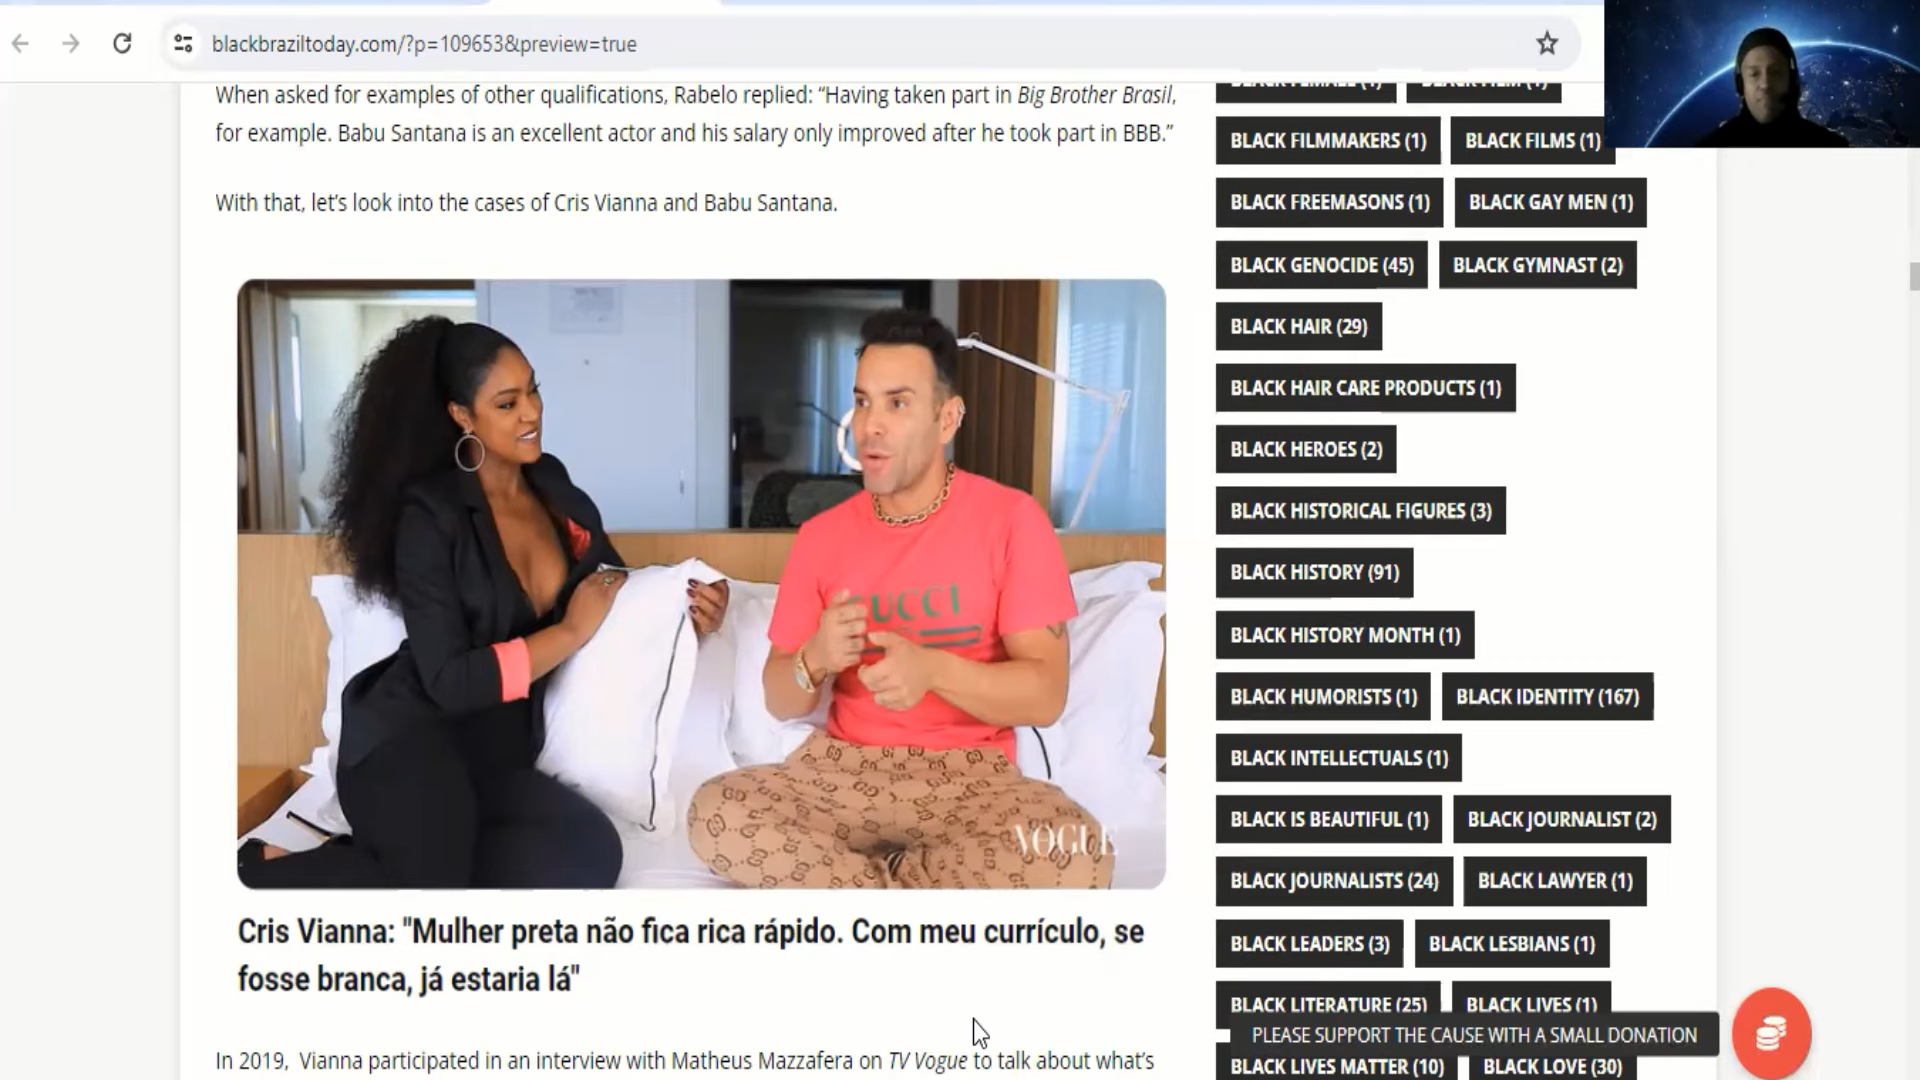 blackbraziltoday.com/?p=109653&preview=true
When asked for examples of other qualifications, Rabelo replied: “Having taken part in Big Brother Brasil,
for example. Babu Santana is an excellent actor and his salary only improved after he took part in BBB.”
With that, let’s look into the cases of Cris Vianna and Babu Santana.
GUCCI
VOGUE
Cris Vianna: "Mulher preta não fica rica rápido. Com meu currículo, se
fosse branca, já estaria lá"
In 2019, Vianna participated in an interview with Matheus Mazzafera on TV Vogue to talk about what’s
BLACK FEMALE (1) BLACK FILM (1)
BLACK FILMMAKERS (1) BLACK FILMS (1)
BLACK FREEMASONS (1) BLACK GAY MEN (1)
BLACK GENOCIDE (45) BLACK GYMNAST (2)
BLACK HAIR (29)
BLACK HAIR CARE PRODUCTS (1)
BLACK HEROES (2)
BLACK HISTORICAL FIGURES (3)
BLACK HISTORY (91)
BLACK HISTORY MONTH (1)
BLACK HUMORISTS (1) BLACK IDENTITY (167)
BLACK INTELLECTUALS (1)
BLACK IS BEAUTIFUL (1) BLACK JOURNALIST (2)
BLACK JOURNALISTS (24) BLACK LAWYER (1)
BLACK LEADERS (3) BLACK LESBIANS (1)
BLACK LITERATURE (25) BLACK LIVES (1)
PLEASE SUPPORT THE CAUSE WITH A SMALL DONATION
BLACK LIVES MATTER (10) BLACK LOVE (30)